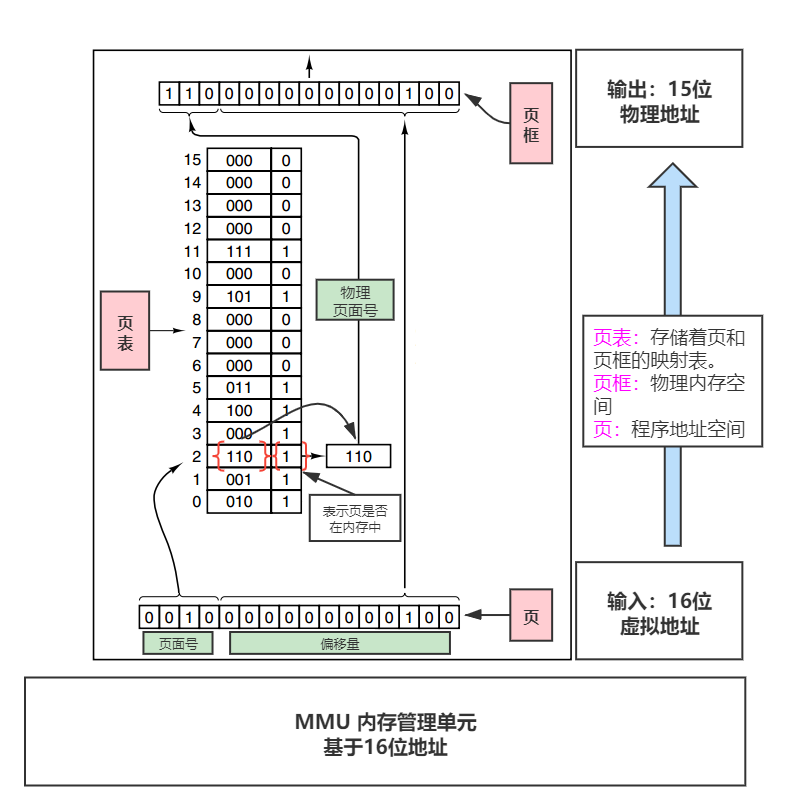 1 1 0 0 0 0 0 0 0 0 0 0 1 0 0
页
框
输出：15位
物理地址
15 000 0
14 000 0
13 000 0
12 000 0
11 111 1
10 000 0
9 101 1
8 000 0
7 000 0
6 000 0
5 011 1
4 100 1
3 000 1
2 110 1
1 001 1
0 010 1
页
表
物理
页面号
110
表示页是否
在内存中
页表：存储着页和
页框的映射表。
页框：物理内存空
间
页：程序地址空间
0 0 1 0 0 0 0 0 0 0 0 0 0 1 0 0
页面号
偏移量
页
输入：16位
虚拟地址
MMU 内存管理单元
基于16位地址